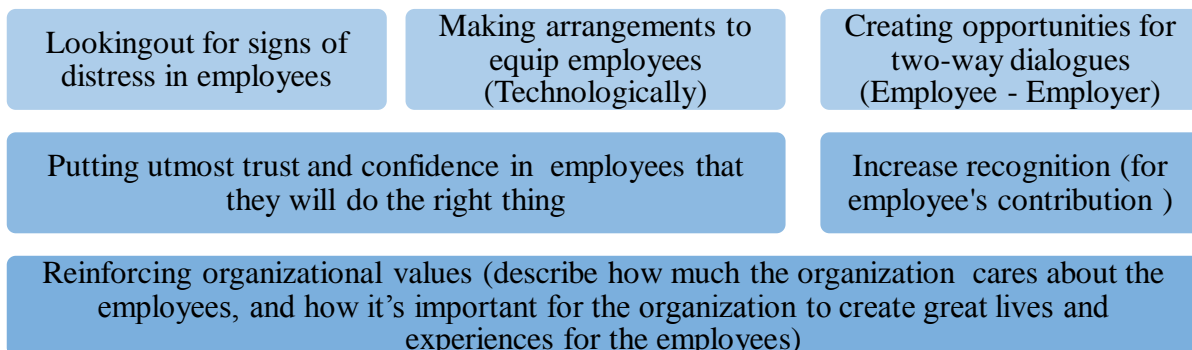 Lookingout for signs of
distress in employees
Making arrangements to
equip employees
(Technologically)
Creating opportunities for
two-way dialogues
(Employee - Employer)
Putting utmost trust and confidence in employees that
they will do the right thing
Increase recognition (for
employee's contribution )
Reinforcing organizational values (describe how much the organization cares about the
employees, and how it’s important for the organization to create great lives and
experiences for the employees)